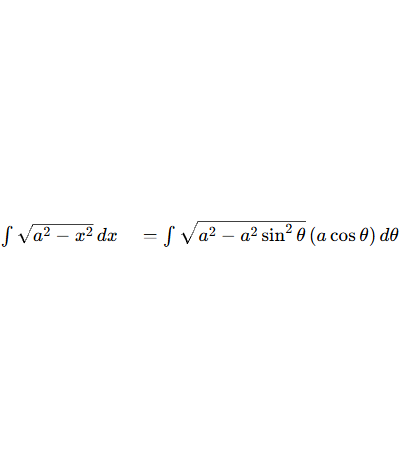 ∫ √(a² − x²) dx = ∫ √(a² − a² sin² θ) (a cos θ) dθ